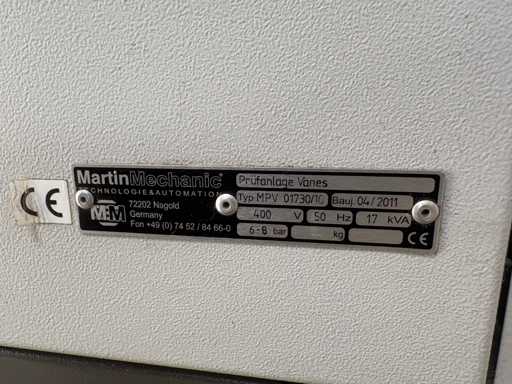 MartinMechanic®
TECHNOLOGIE&AUTOMATION
M+M
72202 Nagold
Germany
Fon +49 (0) 74 52 / 84 66-0
Prüfanlage Vanes
Typ MPV 01730/10 Bauj. 04/2011
400 V 50 Hz 17 kVA
6-8 bar kg CE
CE